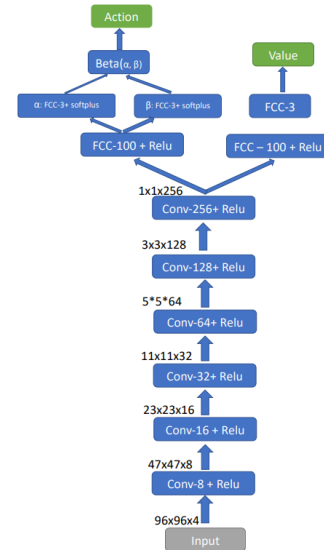 Action
Value
Beta(α, β)
α: FCC-3+ softplus
β: FCC-3+ softplus
FCC-3
FCC-100 + Relu
FCC – 100 + Relu
1x1x256
Conv-256+ Relu
3x3x128
Conv-128+ Relu
5*5*64
Conv-64+ Relu
11x11x32
Conv-32+ Relu
23x23x16
Conv-16 + Relu
47x47x8
Conv-8 + Relu
96x96x4
Input